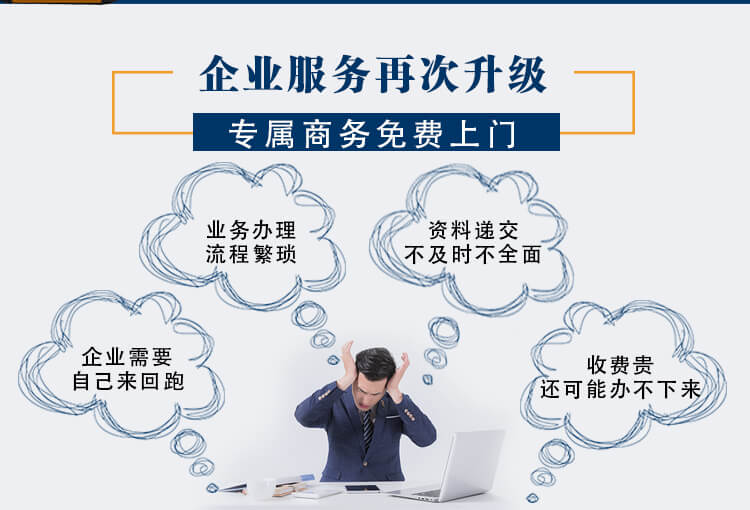 企业服务再次升级
专属商务免费上门
业务办理
流程繁琐
资料递交
不及时不全面
企业需要
自己来回跑
收费贵
还可能办不下来